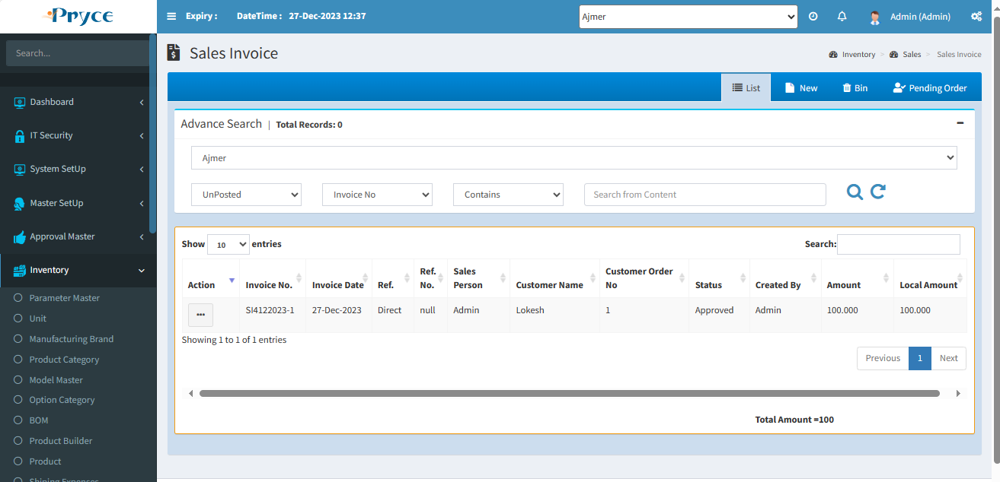 Pryce
Expiry :
DateTime : 27-Dec-2023 12:37
Ajmer
Admin (Admin)
Search...
Dashboard
IT Security
System SetUp
Master SetUp
Approval Master
Inventory
Parameter Master
Unit
Manufacturing Brand
Product Category
Model Master
Option Category
BOM
Product Builder
Product
Shiping Expenses
Sales Invoice
Inventory > Sales > Sales Invoice
List New Bin Pending Order
Advance Search | Total Records: 0
Ajmer
UnPosted Invoice No Contains Search from Content
Show 10 entries Search:
Action Invoice No. Invoice Date Ref. Ref. No. Sales Person Customer Name Customer Order No Status Created By Amount Local Amount
... SI4122023-1 27-Dec-2023 Direct null Admin Lokesh 1 Approved Admin 100.000 100.000
Showing 1 to 1 of 1 entries
Previous 1 Next
Total Amount =100